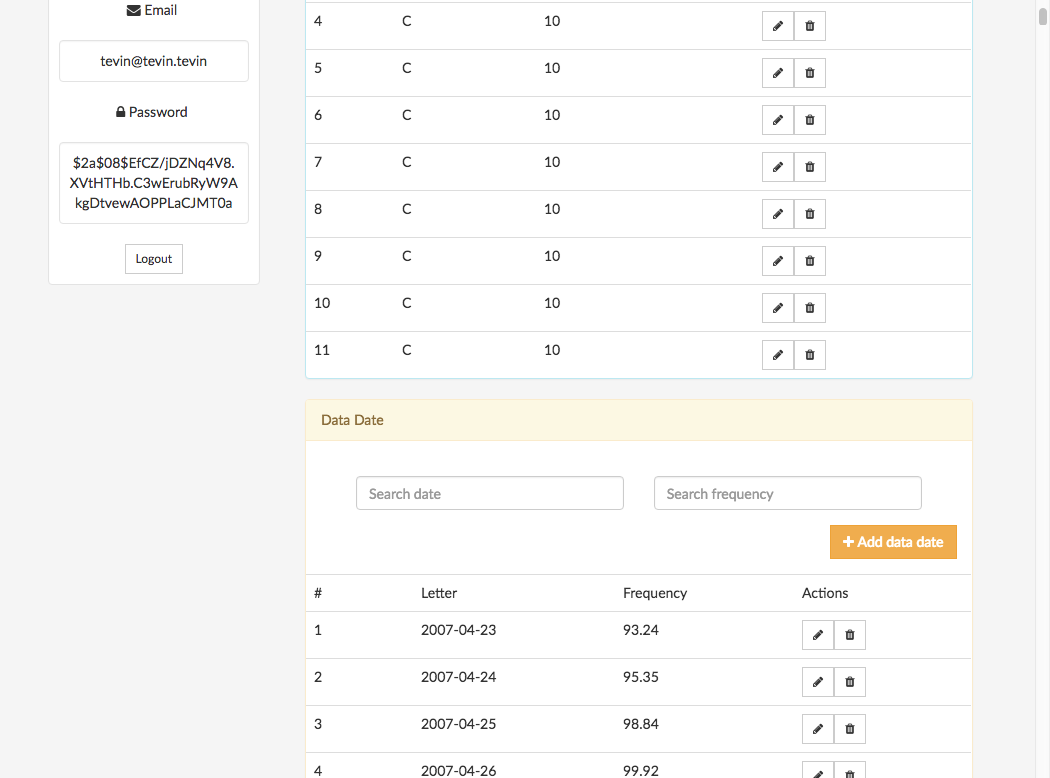 Email
tevin@tevin.tevin
Password
$2a$08$EfCZ/jDZNq4V8.
XVtHTHb.C3wErubRyW9A
kgDtvewAOPPLaCJMT0a
Logout
4 C 10
5 C 10
6 C 10
7 C 10
8 C 10
9 C 10
10 C 10
11 C 10
Data Date
Search date Search frequency
Add data date
# Letter Frequency Actions
1 2007-04-23 93.24
2 2007-04-24 95.35
3 2007-04-25 98.84
4 2007-04-26 99.92